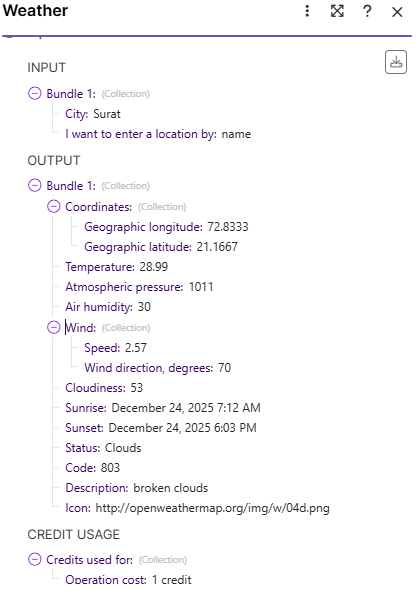 Weather
INPUT
Bundle 1: (Collection)
City: Surat
I want to enter a location by: name
OUTPUT
Bundle 1: (Collection)
Coordinates: (Collection)
Geographic longitude: 72.8333
Geographic latitude: 21.1667
Temperature: 28.99
Atmospheric pressure: 1011
Air humidity: 30
Wind: (Collection)
Speed: 2.57
Wind direction, degrees: 70
Cloudiness: 53
Sunrise: December 24, 2025 7:12 AM
Sunset: December 24, 2025 6:03 PM
Status: Clouds
Code: 803
Description: broken clouds
Icon: http://openweathermap.org/img/w/04d.png
CREDIT USAGE
Credits used for: (Collection)
Operation cost: 1 credit